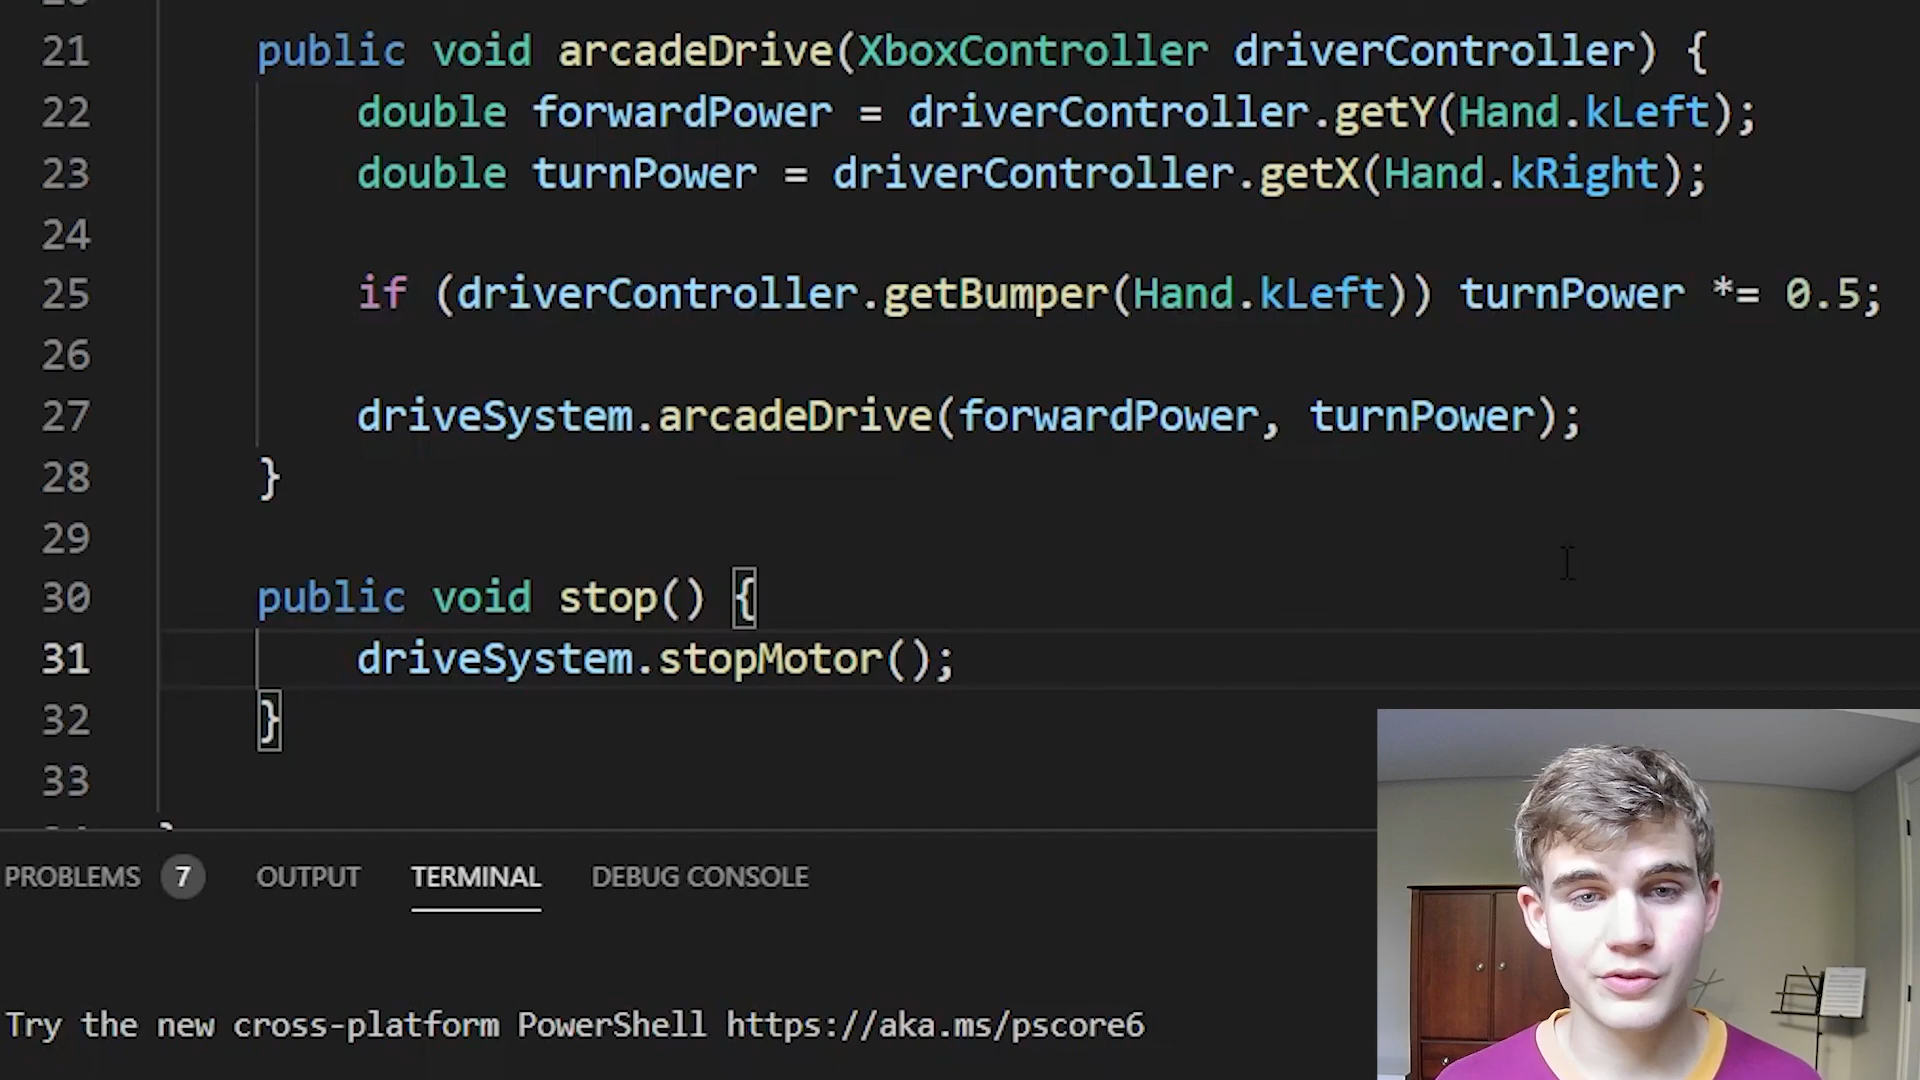 21 public void arcadeDrive(XboxController driverController) {
22 double forwardPower = driverController.getY(Hand.kLeft);
23 double turnPower = driverController.getX(Hand.kRight);
24
25 if (driverController.getBumper(Hand.kLeft)) turnPower *= 0.5;
26
27 driveSystem.arcadeDrive(forwardPower, turnPower);
28 }
29
30 public void stop() {
31 driveSystem.stopMotor();
32 }
33
PROBLEMS 7 OUTPUT TERMINAL DEBUG CONSOLE
Try the new cross-platform PowerShell https://aka.ms/pscore6